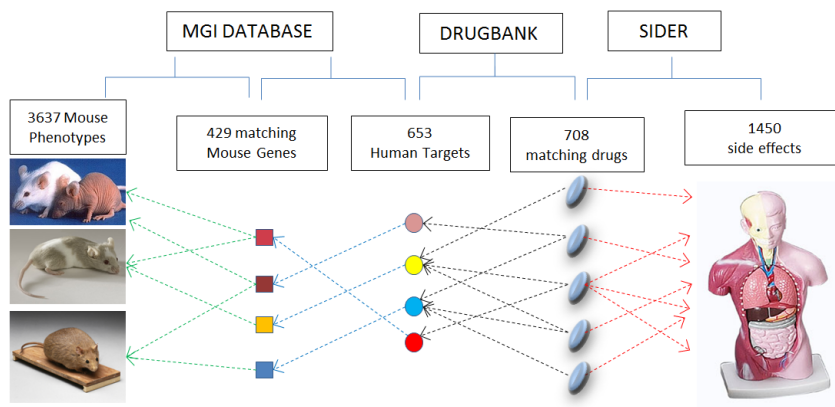 MGI DATABASE
DRUGBANK
SIDER
3637 Mouse
Phenotypes
429 matching
Mouse Genes
653
Human Targets
708
matching drugs
1450
side effects